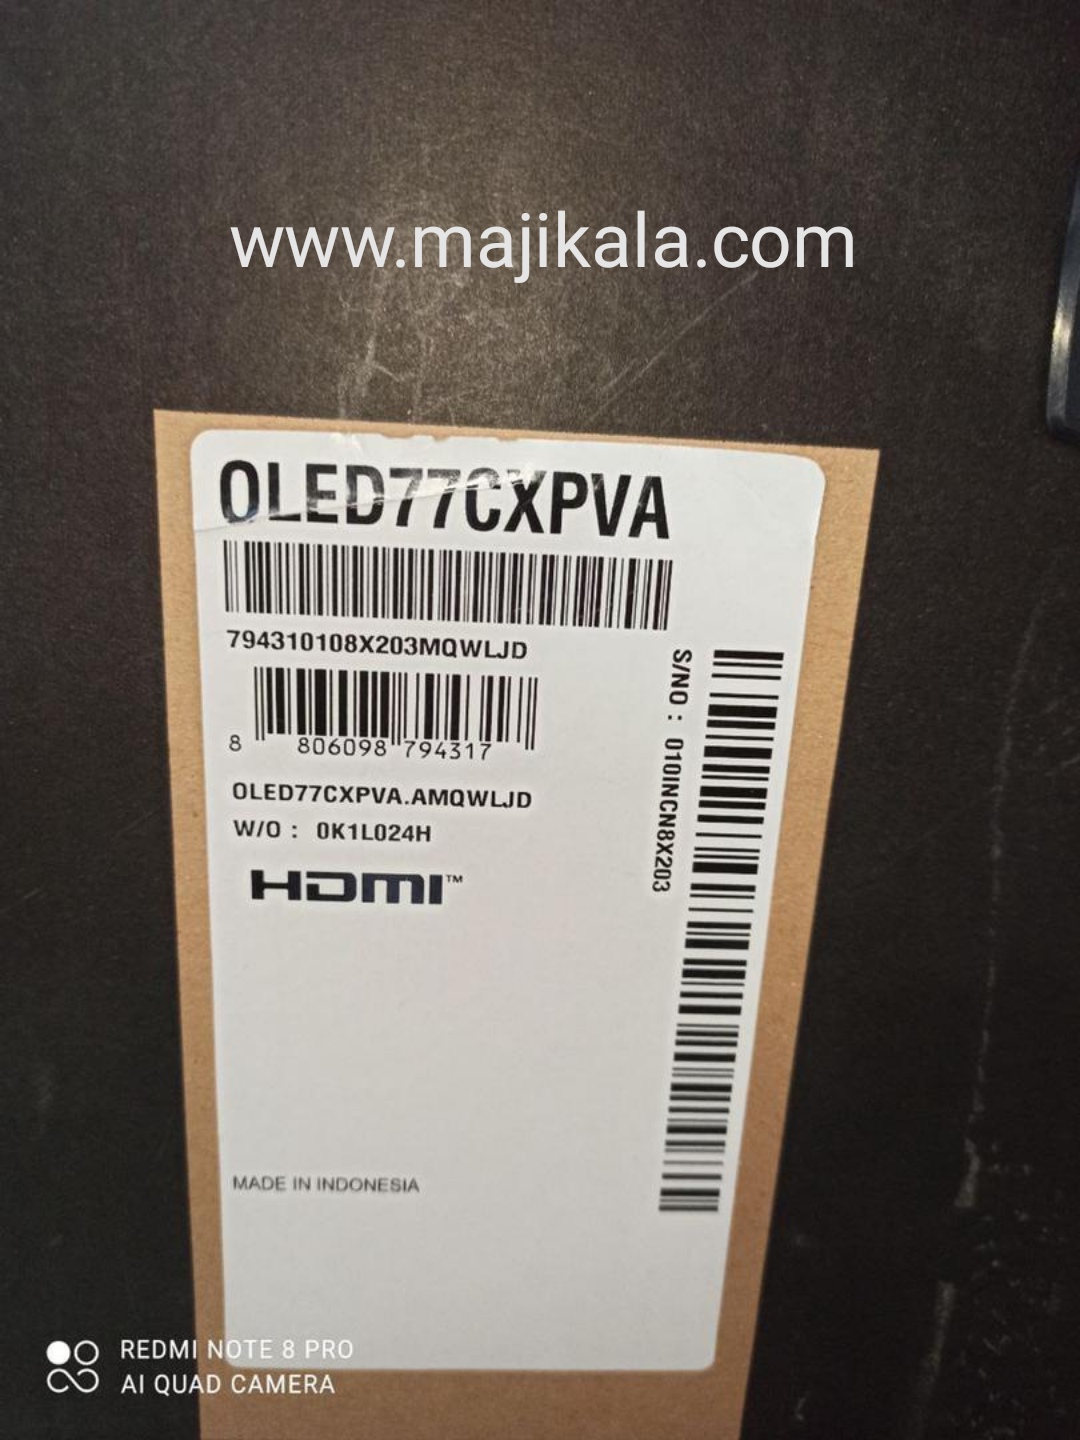 www.majikala.com
OLED77CXPVA
794310108X203MQWLJD
8 806098 794317
OLED77CXPVA.AMQWLJD
W/O : 0K1L024H
HDMI™
S/NO : 010INCN8X203
MADE IN INDONESIA
REDMI NOTE 8 PRO
AI QUAD CAMERA